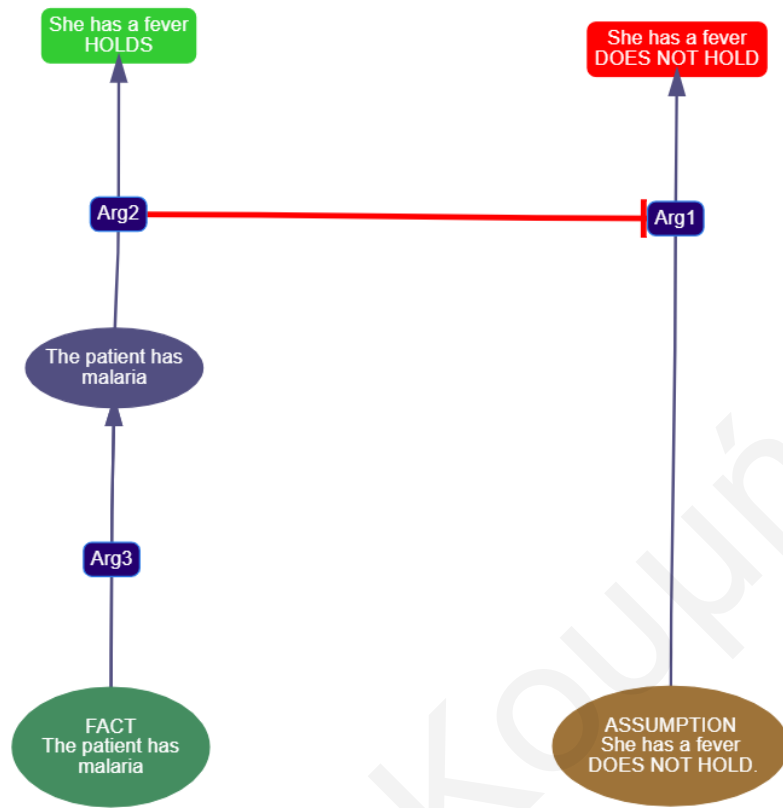 She has a fever
HOLDS
She has a fever
DOES NOT HOLD
Arg2
Arg1
The patient has
malaria
Arg3
FACT
The patient has
malaria
ASSUMPTION
She has a fever
DOES NOT HOLD.
Κουμή